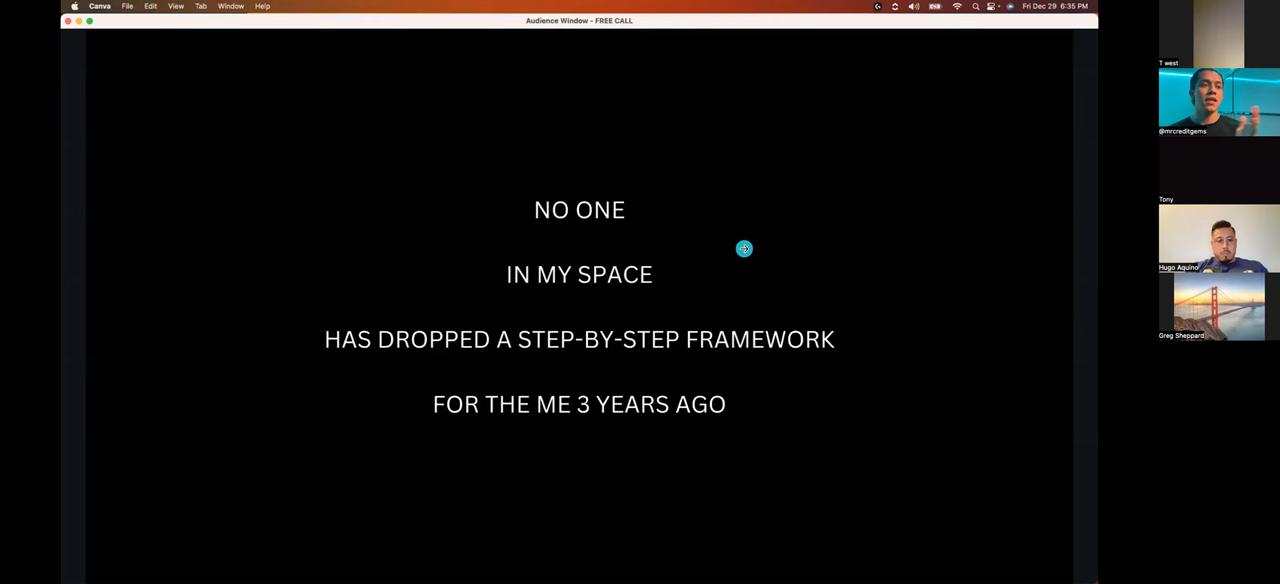 Canva File Edit View Tab Window Help Fri Dec 29 6:35 PM
Audience Window - FREE CALL
NO ONE
IN MY SPACE
HAS DROPPED A STEP-BY-STEP FRAMEWORK
FOR THE ME 3 YEARS AGO
T west
@mrcreditgems
Tony
Hugo Aquino
Greg Sheppard